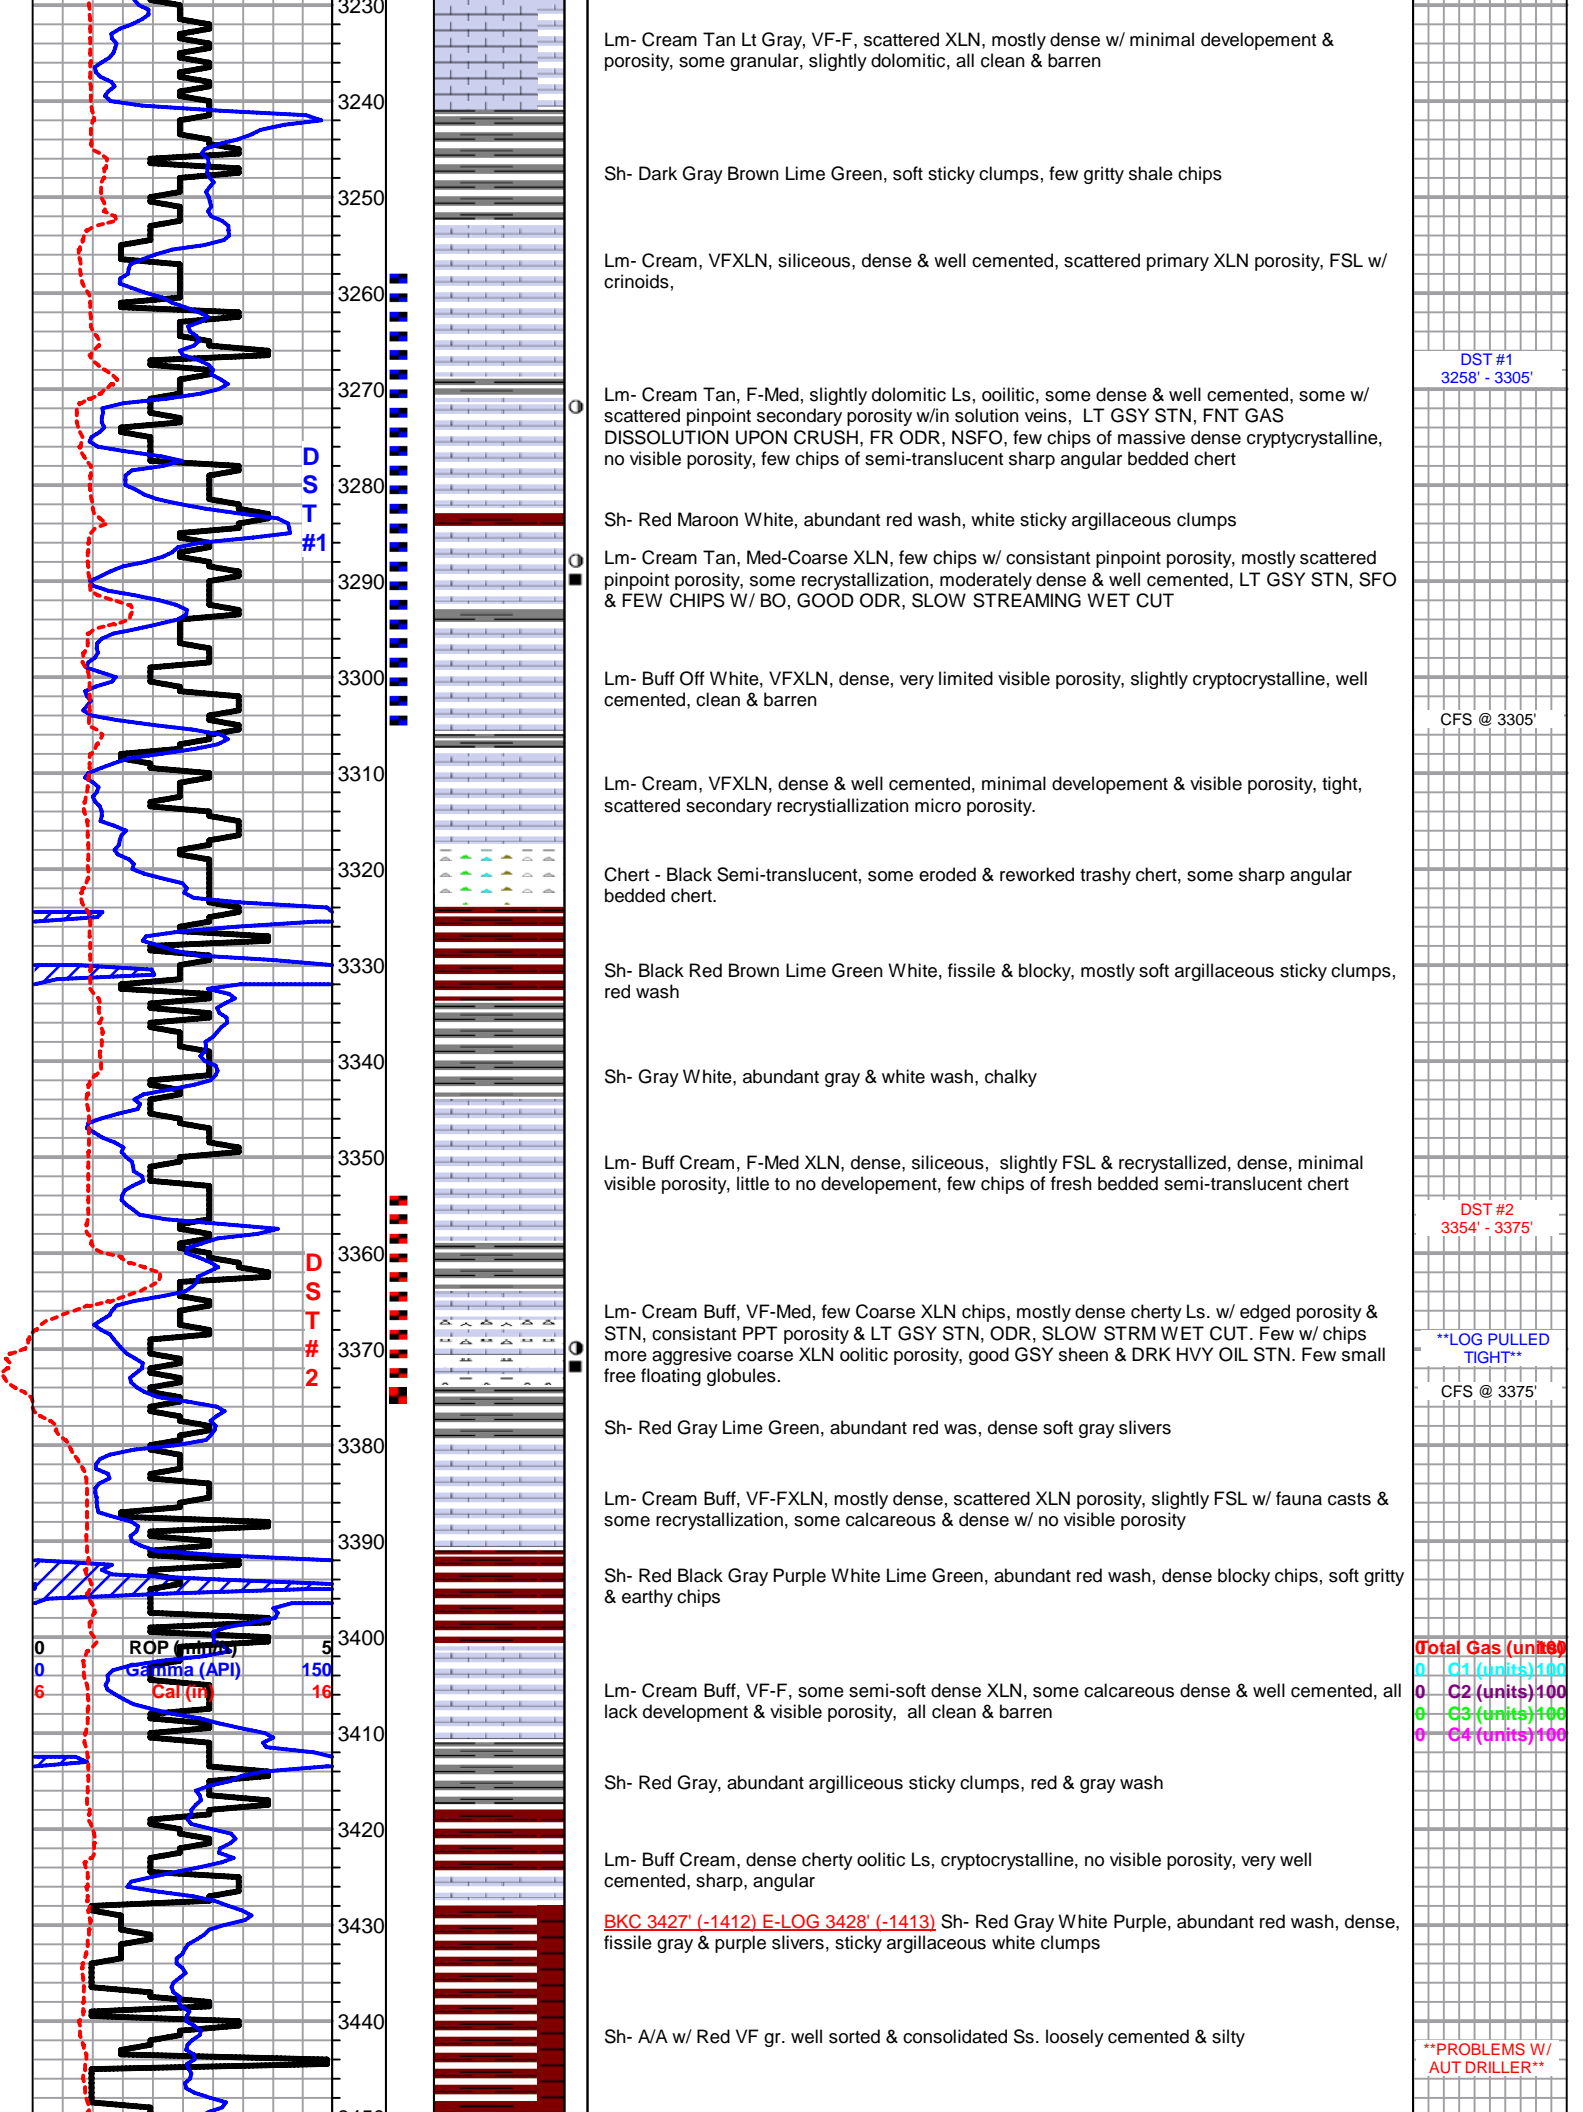 3230
Lm- Cream Tan Lt Gray, VF-F, scattered XLN, mostly dense w/ minimal developement &
porosity, some granular, slightly dolomitic, all clean & barren
3240
Sh- Dark Gray Brown Lime Green, soft sticky clumps, few gritty shale chips
3250
Lm- Cream, VFXLN, siliceous, dense & well cemented, scattered primary XLN porosity, FSL w/
crinoids,
3260
DST #1
3258' - 3305'
3270
Lm- Cream Tan, F-Med, slightly dolomitic Ls, ooilitic, some dense & well cemented, some w/
scattered pinpoint secondary porosity w/in solution veins, LT GSY STN, FNT GAS
DISSOLUTION UPON CRUSH, FR ODR, NSFO, few chips of massive dense cryptycrystalline,
no visible porosity, few chips of semi-translucent sharp angular bedded chert
D
S
T
#1
3280
Sh- Red Maroon White, abundant red wash, white sticky argillaceous clumps
Lm- Cream Tan, Med-Coarse XLN, few chips w/ consistant pinpoint porosity, mostly scattered
pinpoint porosity, some recrystallization, moderately dense & well cemented, LT GSY STN, SFO
& FEW CHIPS W/ BO, GOOD ODR, SLOW STREAMING WET CUT
3290
3300
Lm- Buff Off White, VFXLN, dense, very limited visible porosity, slightly cryptocrystalline, well
cemented, clean & barren
CFS @ 3305'
3310
Lm- Cream, VFXLN, dense & well cemented, minimal developement & visible porosity, tight,
scattered secondary recrystiallization micro porosity.
3320
Chert - Black Semi-translucent, some eroded & reworked trashy chert, some sharp angular
bedded chert.
3330
Sh- Black Red Brown Lime Green White, fissile & blocky, mostly soft argillaceous sticky clumps,
red wash
3340
Sh- Gray White, abundant gray & white wash, chalky
3350
Lm- Buff Cream, F-Med XLN, dense, siliceous, slightly FSL & recrystallized, dense, minimal
visible porosity, little to no developement, few chips of fresh bedded semi-translucent chert
DST #2
3354' - 3375'
3360
D
S
T
#
2
Lm- Cream Buff, VF-Med, few Coarse XLN chips, mostly dense cherty Ls. w/ edged porosity &
STN, consistant PPT porosity & LT GSY STN, ODR, SLOW STRM WET CUT. Few w/ chips
more aggresive coarse XLN oolitic porosity, good GSY sheen & DRK HVY OIL STN. Few small
free floating globules.
3370
**LOG PULLED
TIGHT**
CFS @ 3375'
Sh- Red Gray Lime Green, abundant red was, dense soft gray slivers
3380
Lm- Cream Buff, VF-FXLN, mostly dense, scattered XLN porosity, slightly FSL w/ fauna casts &
some recrystallization, some calcareous & dense w/ no visible porosity
3390
Sh- Red Black Gray Purple White Lime Green, abundant red wash, dense blocky chips, soft gritty
& earthy chips
3400
0 ROP (min/ft) 5
0 Gamma (API) 150
6 Cal (in) 16
0 Total Gas (units) 100
0 C1 (units) 100
0 C2 (units) 100
0 C3 (units) 100
0 C4 (units) 100
Lm- Cream Buff, VF-F, some semi-soft dense XLN, some calcareous dense & well cemented, all
lack development & visible porosity, all clean & barren
3410
Sh- Red Gray, abundant argilliceous sticky clumps, red & gray wash
3420
Lm- Buff Cream, dense cherty oolitic Ls, cryptocrystalline, no visible porosity, very well
cemented, sharp, angular
BKC 3427' (-1412) E-LOG 3428' (-1413) Sh- Red Gray White Purple, abundant red wash, dense,
fissile gray & purple slivers, sticky argillaceous white clumps
3430
3440
Sh- A/A w/ Red VF gr. well sorted & consolidated Ss. loosely cemented & silty
**PROBLEMS W/
AUT DRILLER**
3450